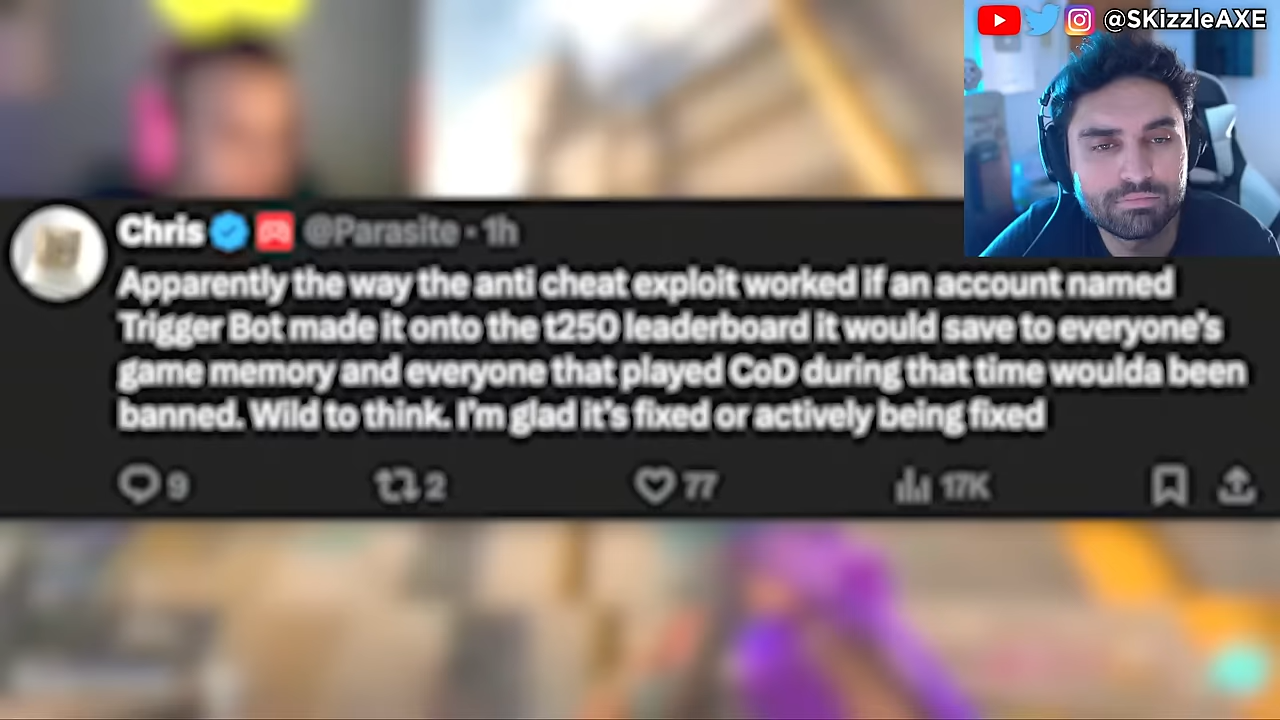 @SKizzleAXE
Chris @Parasite · 1h
Apparently the way the anti cheat exploit worked if an account named
Trigger Bot made it onto the t250 leaderboard it would save to everyone's
game memory and everyone that played CoD during that time woulda been
banned. Wild to think. I'm glad it's fixed or actively being fixed
9 2 77 17K